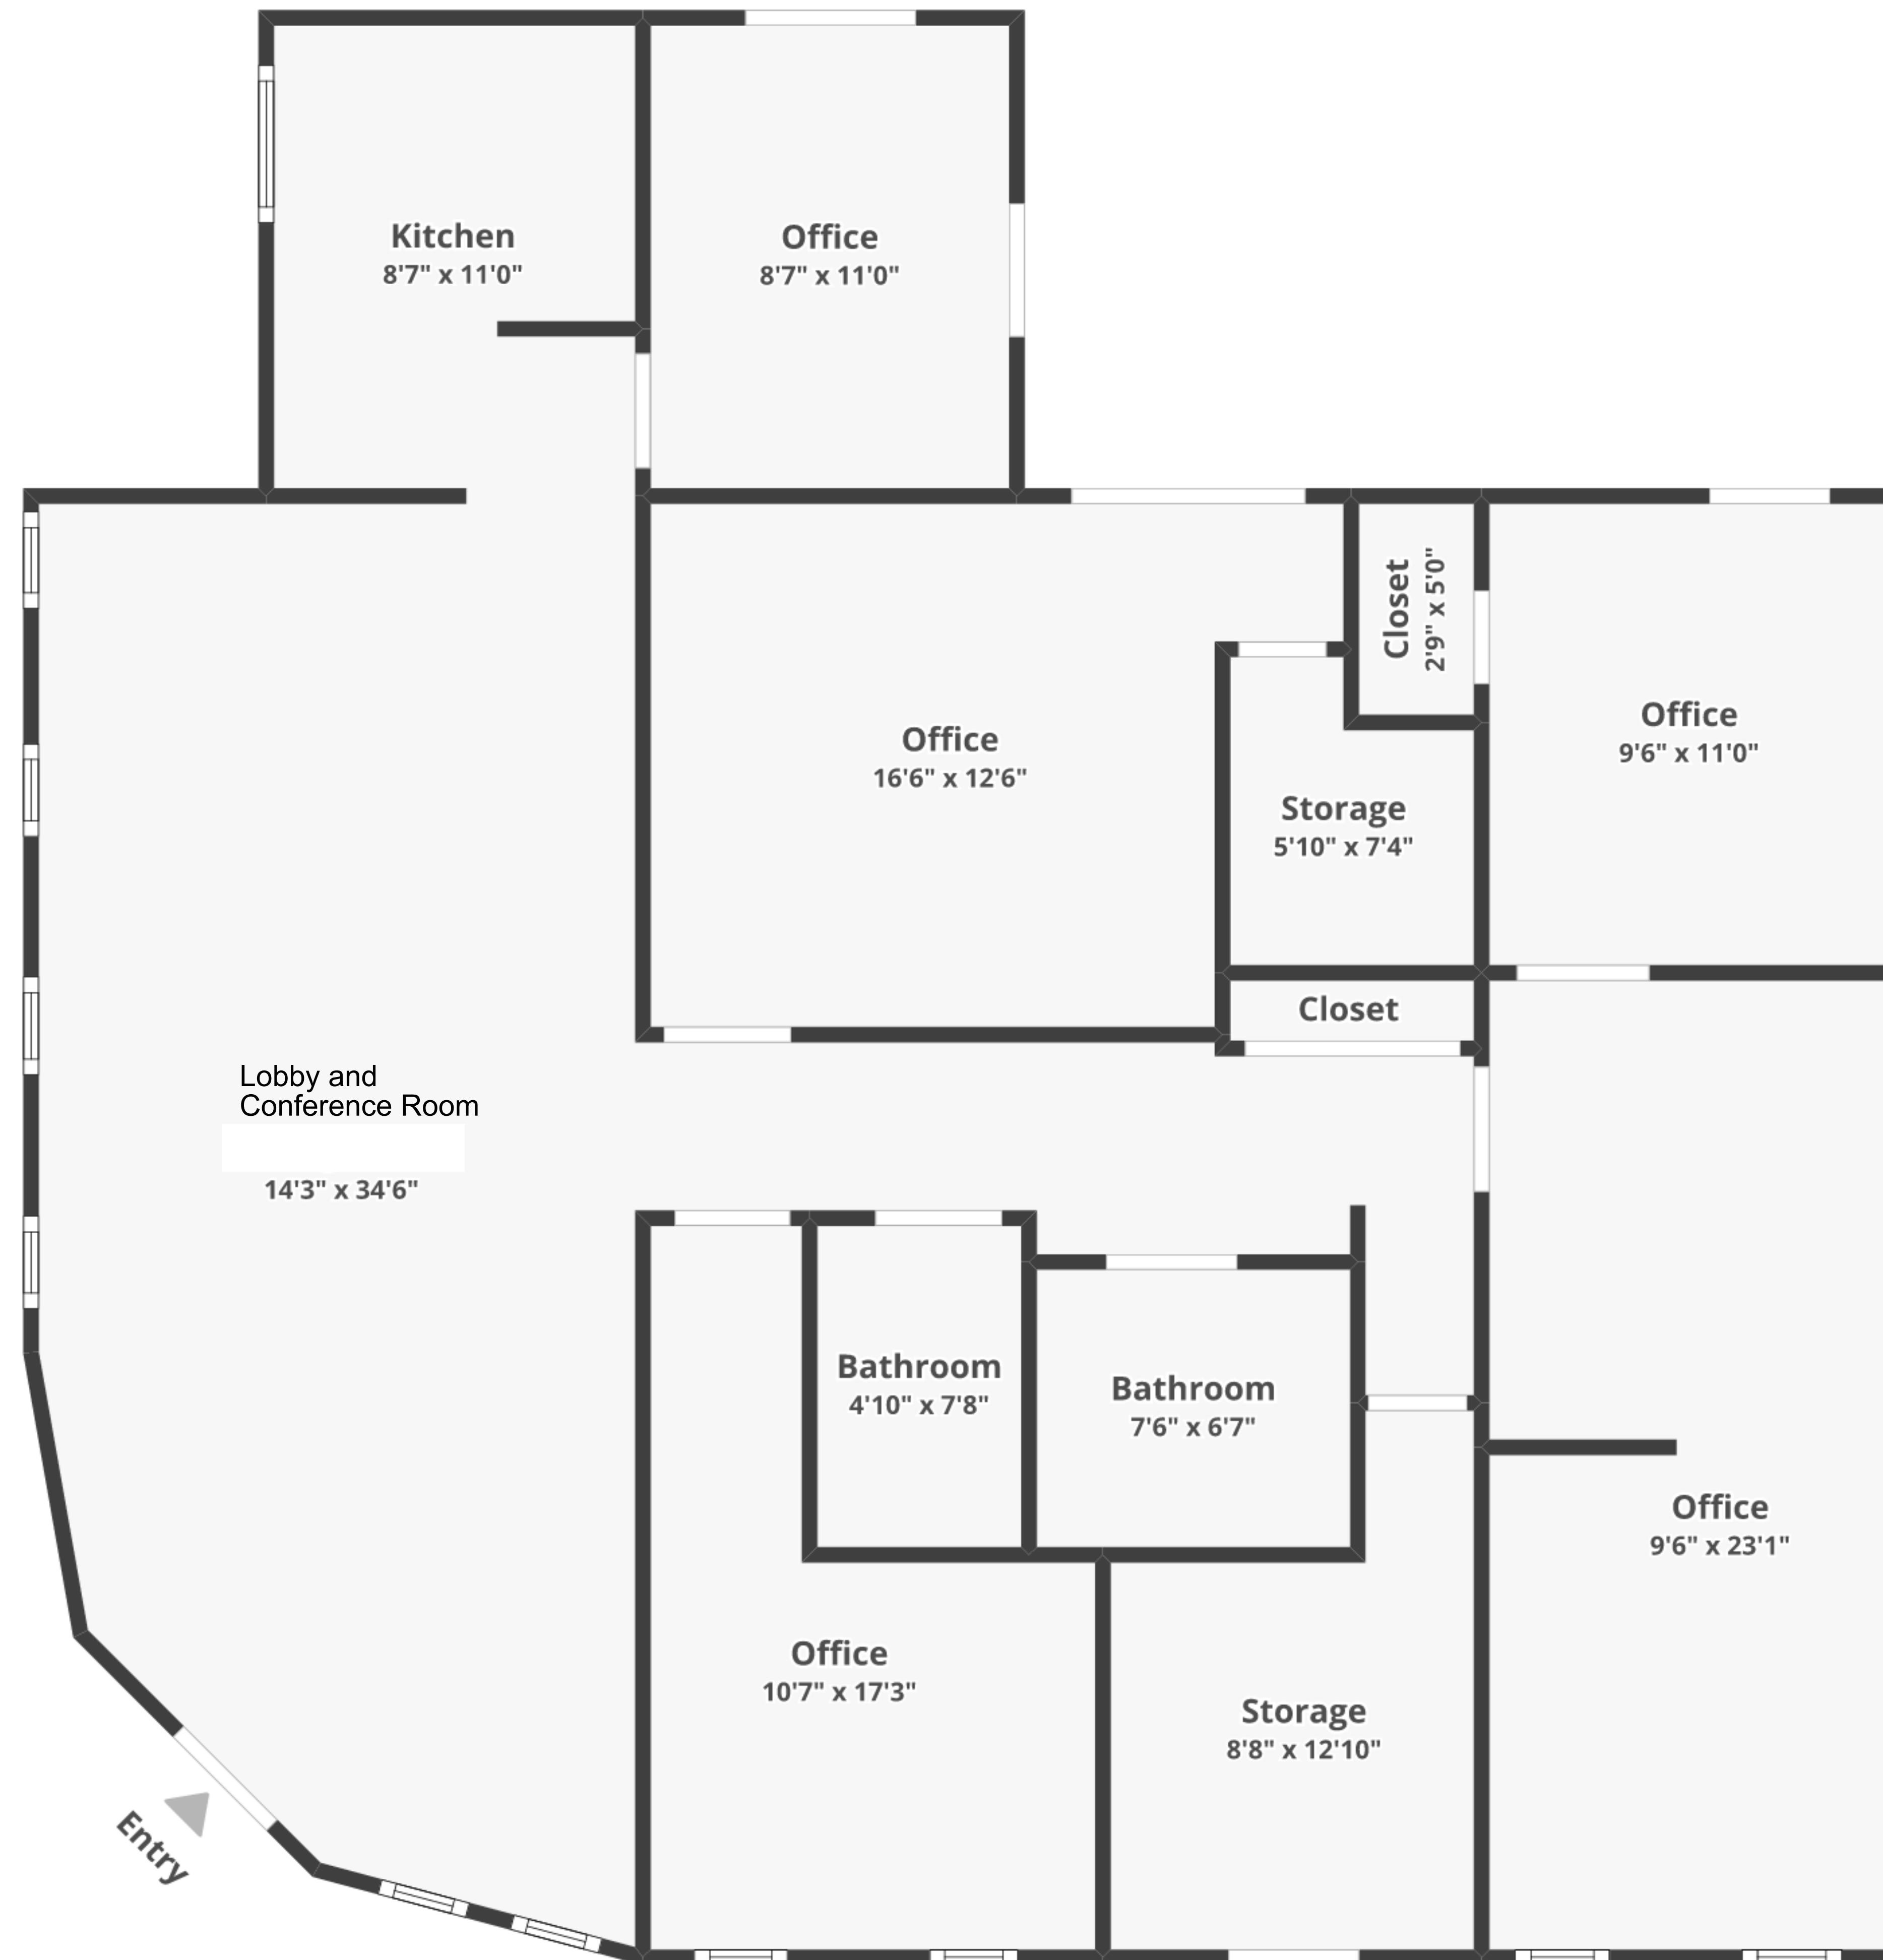 Kitchen
8'7" x 11'0"
Office
8'7" x 11'0"
Closet
2'9" x 5'0"
Office
9'6" x 11'0"
Office
16'6" x 12'6"
Storage
5'10" x 7'4"
Closet
Lobby and
Conference Room
14'3" x 34'6"
Bathroom
4'10" x 7'8"
Bathroom
7'6" x 6'7"
Office
9'6" x 23'1"
Office
10'7" x 17'3"
Storage
8'8" x 12'10"
Entry